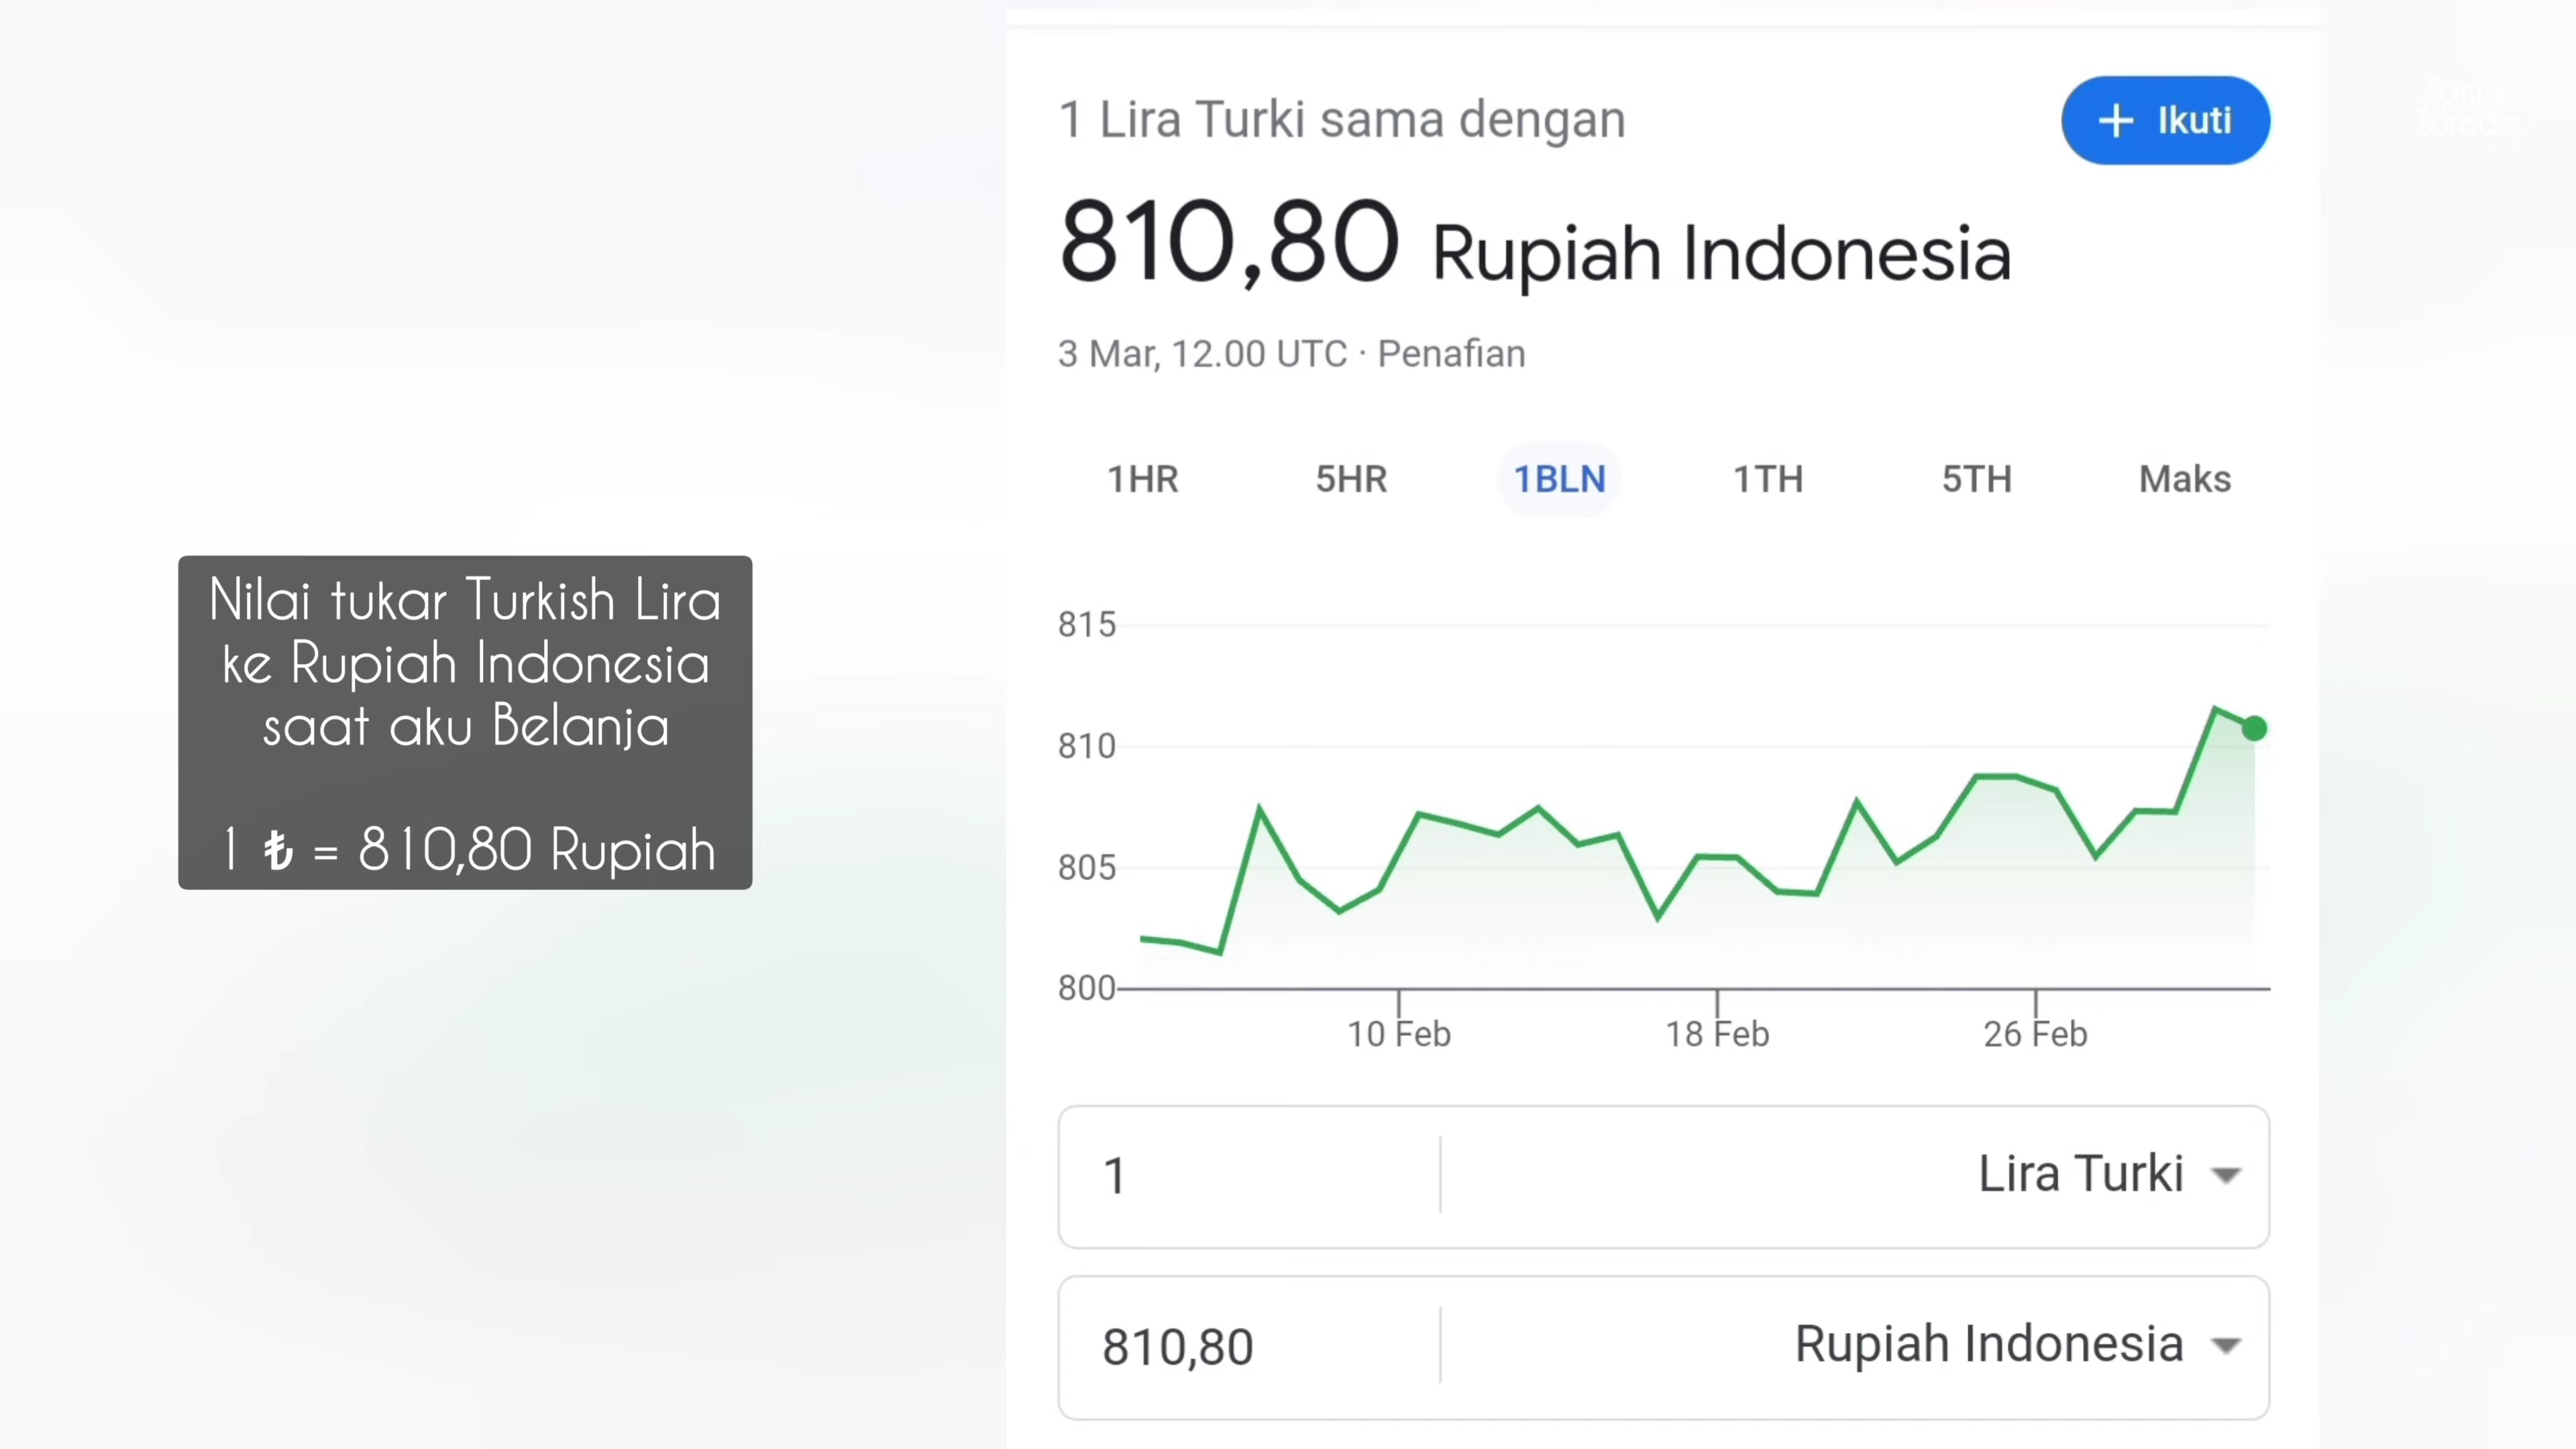 1 Lira Turki sama dengan
+ Ikuti
810,80 Rupiah Indonesia
3 Mar, 12.00 UTC · Penafian
1HR 5HR 1BLN 1TH 5TH Maks
Nilai tukar Turkish Lira
ke Rupiah Indonesia
saat aku Belanja
1 ₺ = 810,80 Rupiah
815
810
805
800
10 Feb 18 Feb 26 Feb
1 Lira Turki
810,80 Rupiah Indonesia